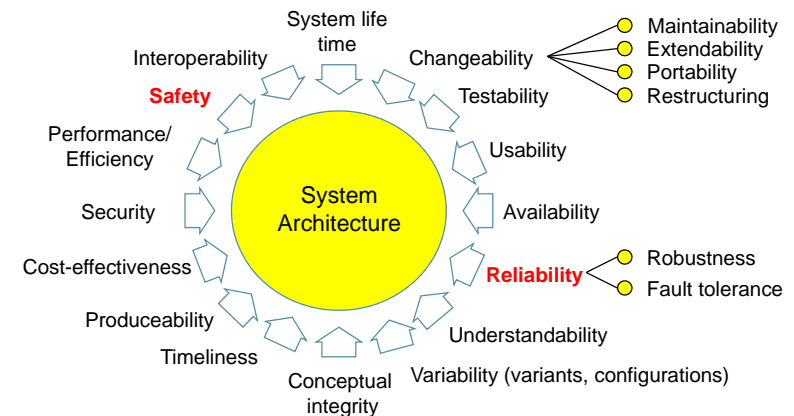 System life
time
Interoperability
Changeability
Maintainability
Extendability
Portability
Restructuring
Safety
Testability
Performance/
Efficiency
Usability
Security
System
Architecture
Availability
Cost-effectiveness
Reliability
Robustness
Fault tolerance
Produceability
Understandability
Timeliness
Variability (variants, configurations)
Conceptual
integrity